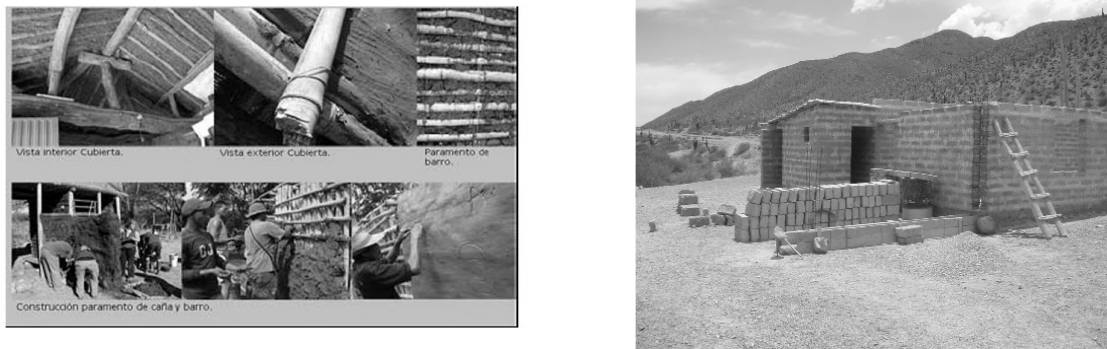 Vista interior Cubierta.
Vista exterior Cubierta.
Paramento de
barro.
Construcción paramento de caña y barro.